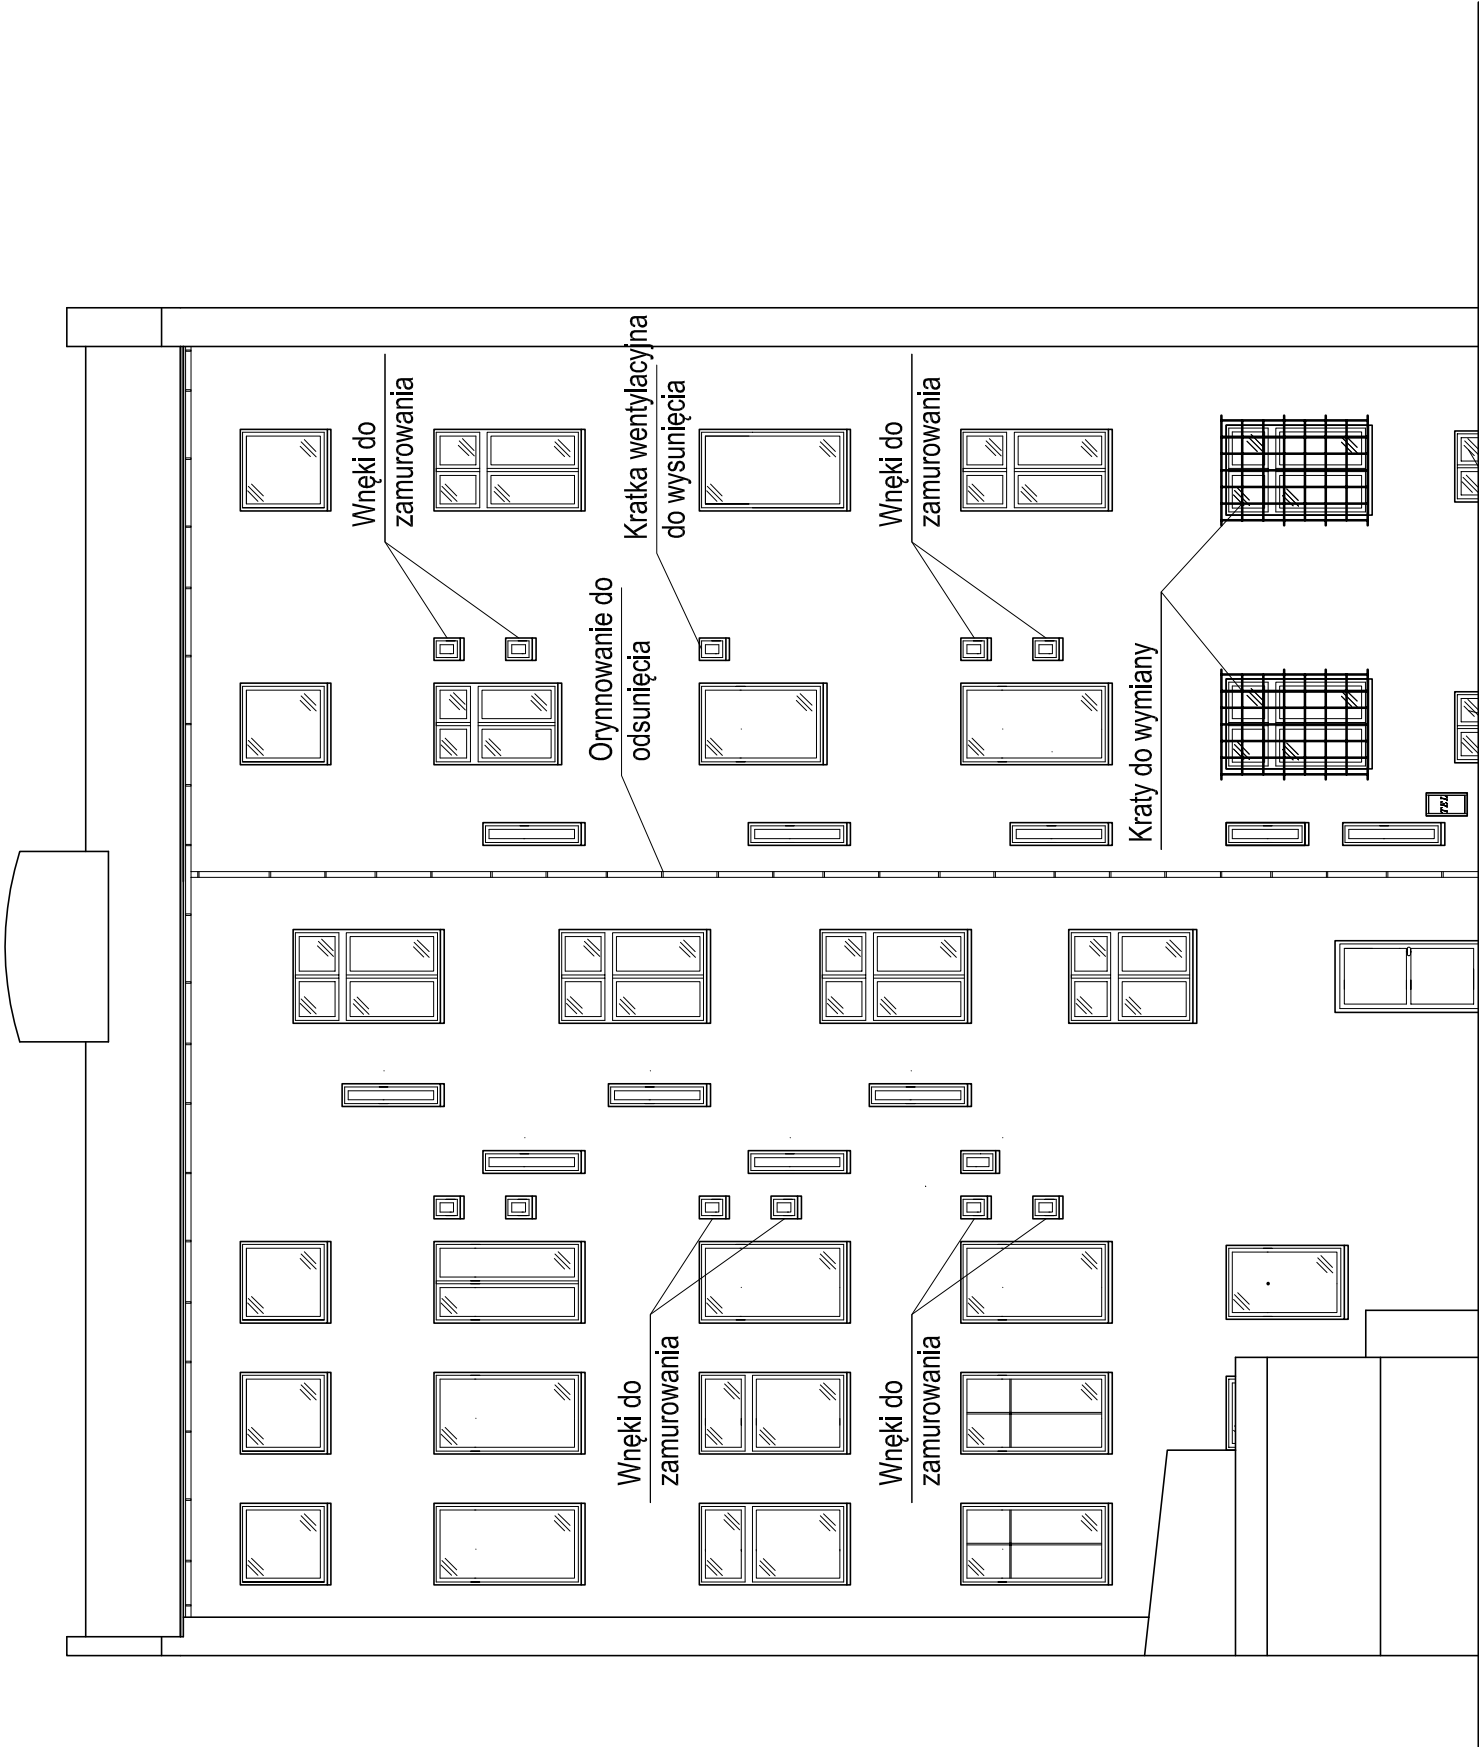 Wnęki do
zamurowania
Kratka wentylacyjna
do wysunięcia
Wnęki do
zamurowania
Orynnowanie do
odsunięcia
Kraty do wymiany
TEL
Wnęki do
zamurowania
Wnęki do
zamurowania